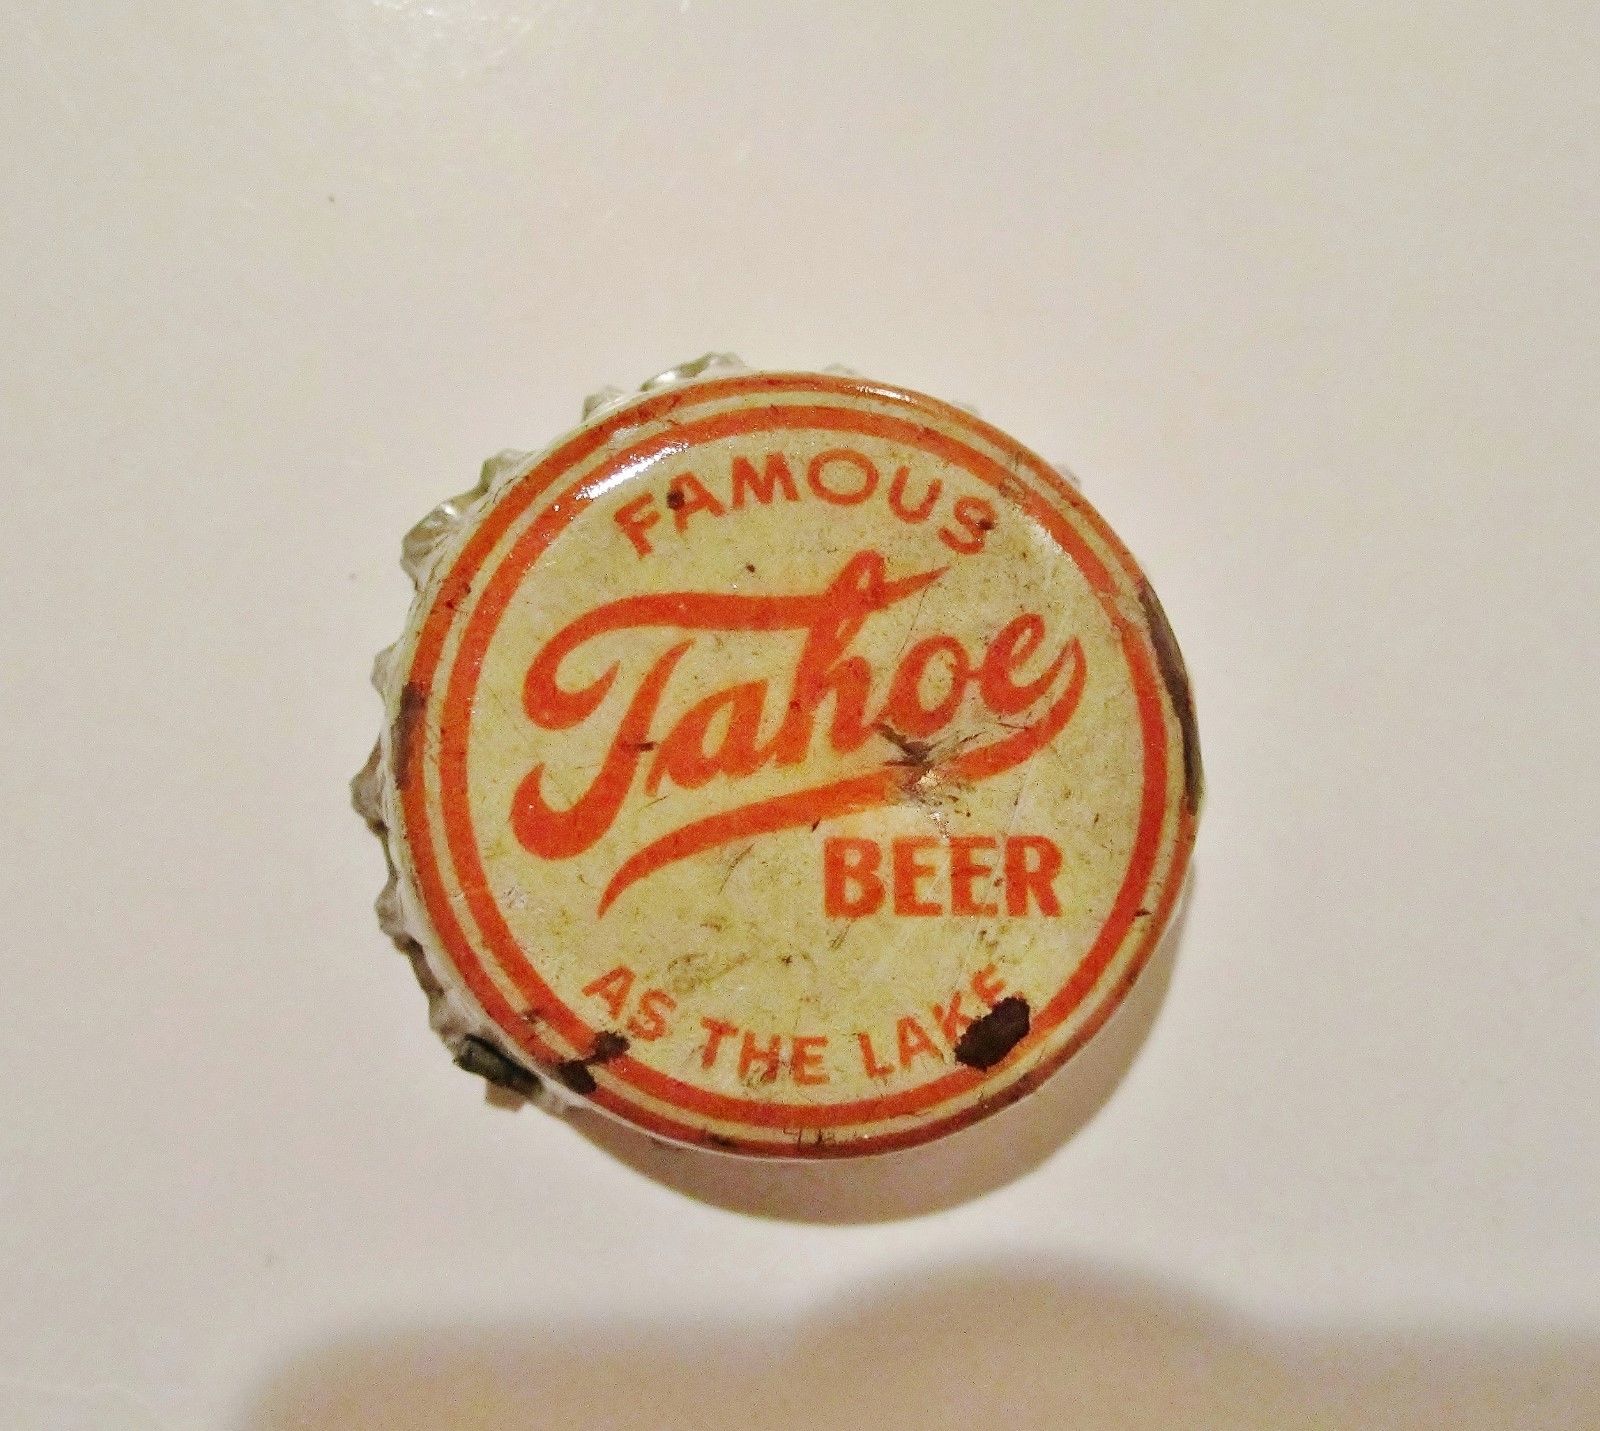 FAMOUS
Tahoe
BEER
AS THE LAKE